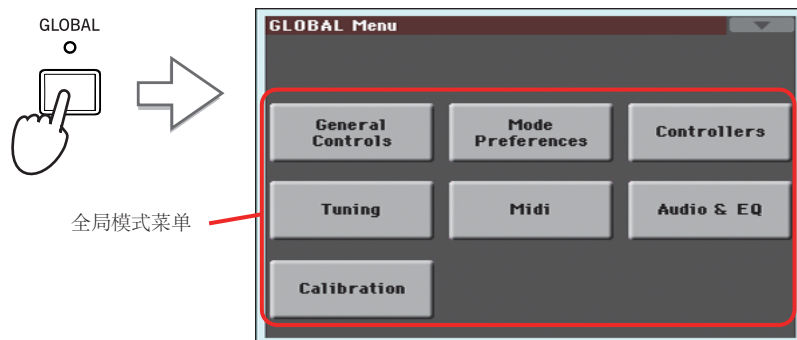 GLOBAL
GLOBAL Menu
General
Controls
Mode
Preferences
Controllers
Tuning
Midi
Audio & EQ
Calibration
全局模式菜单